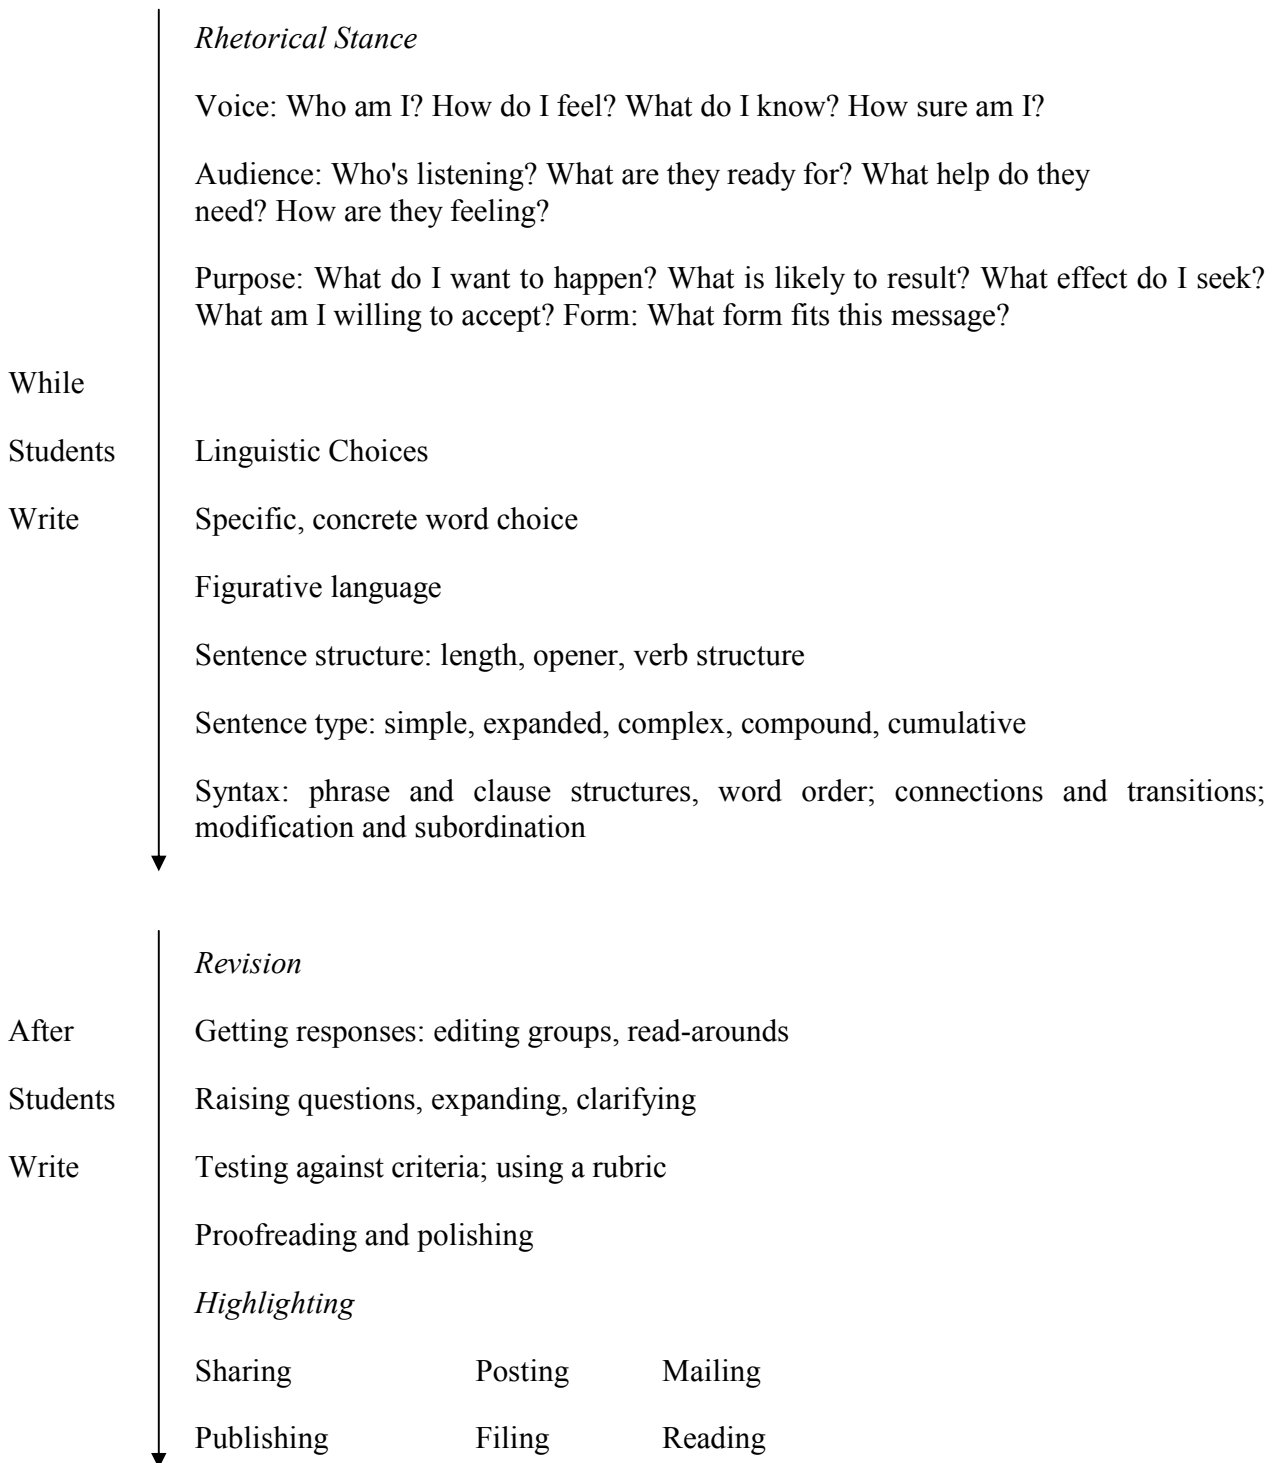 Rhetorical Stance
Voice: Who am I? How do I feel? What do I know? How sure am I?
Audience: Who's listening? What are they ready for? What help do they
need? How are they feeling?
Purpose: What do I want to happen? What is likely to result? What effect do I seek?
What am I willing to accept? Form: What form fits this message?
While
Students Linguistic Choices
Write Specific, concrete word choice
Figurative language
Sentence structure: length, opener, verb structure
Sentence type: simple, expanded, complex, compound, cumulative
Syntax: phrase and clause structures, word order; connections and transitions;
modification and subordination
Revision
After Getting responses: editing groups, read-arounds
Students Raising questions, expanding, clarifying
Write Testing against criteria; using a rubric
Proofreading and polishing
Highlighting
Sharing Posting Mailing
Publishing Filing Reading